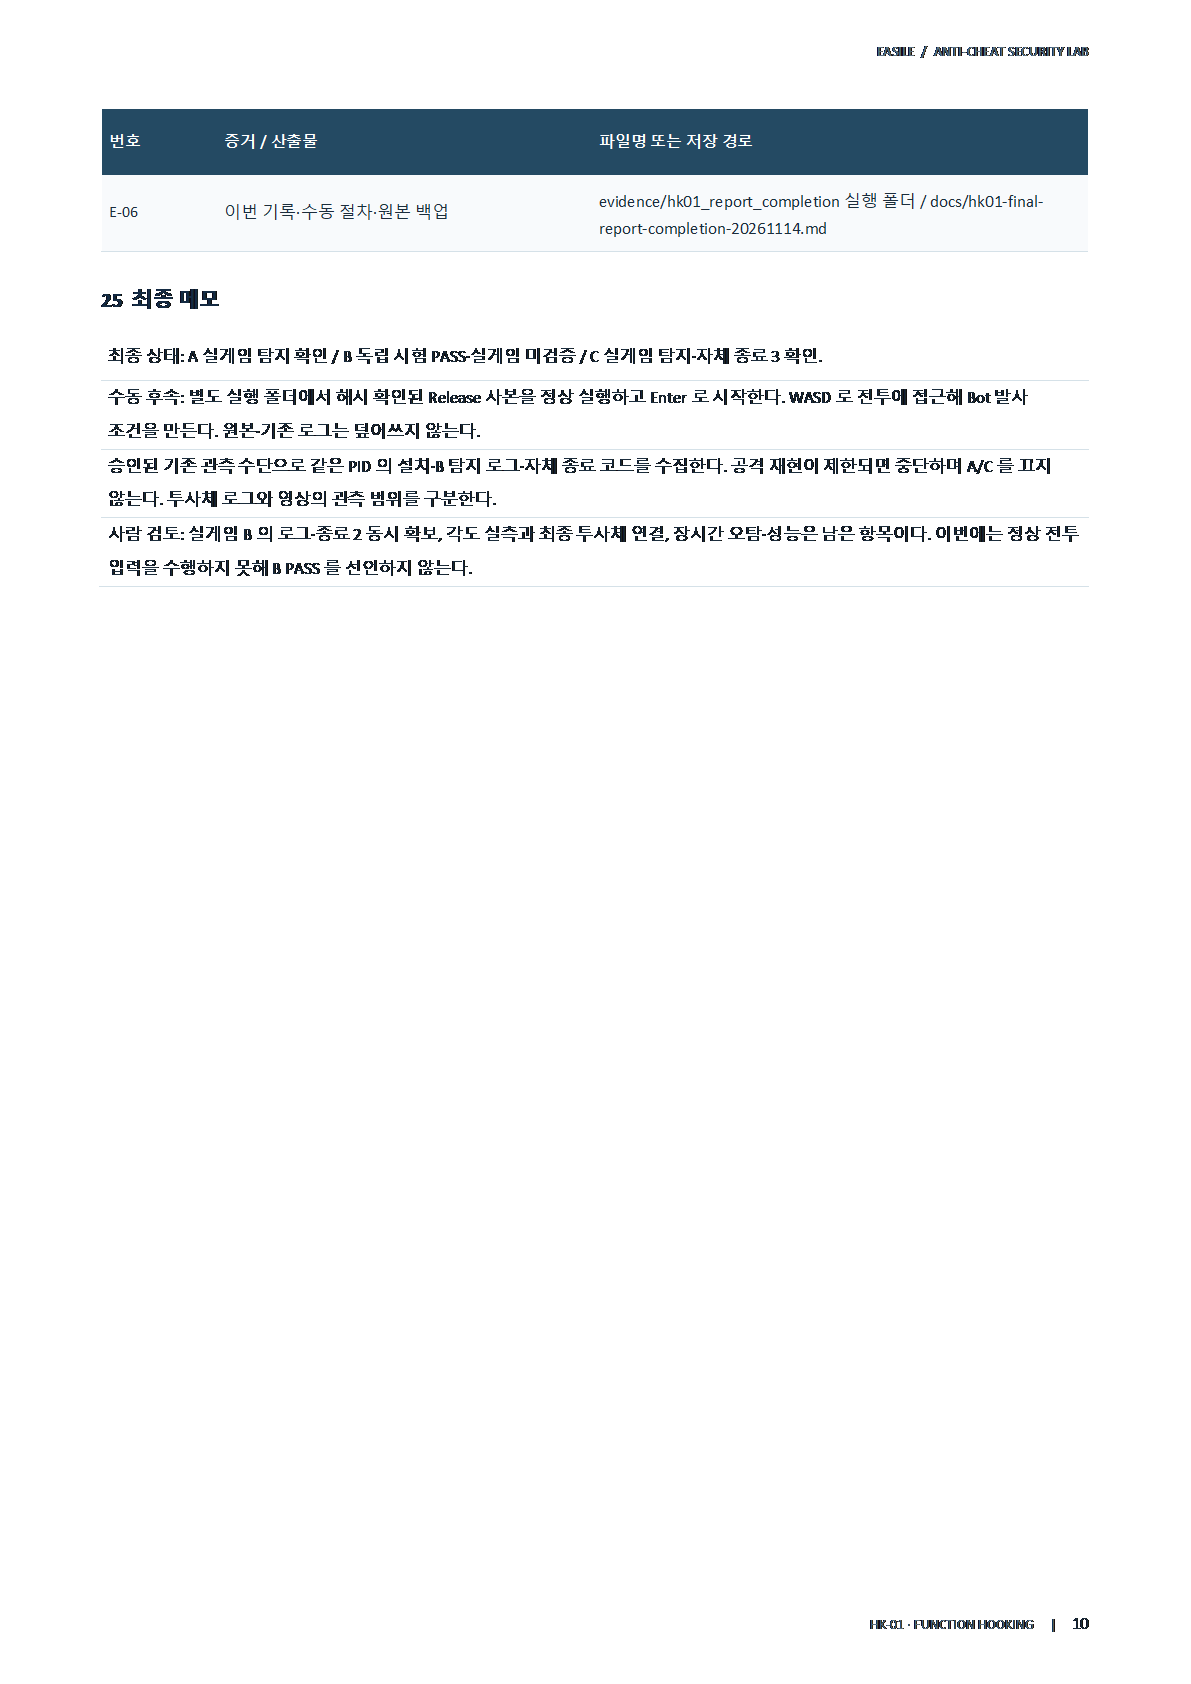 EASILE / ANTI-CHEAT SECURITY LAB
번호 증거 / 산출물 파일명 또는 저장 경로
E-06 이번 기록·수동 절차·원본 백업 evidence/hk01_report_completion 실행 폴더 / docs/hk01-final-
report-completion-20261114.md
25 최종 메모
최종 상태: A 실게임 탐지 확인 / B 독립 시험 PASS·실게임 미검증 / C 실게임 탐지·자체 종료 3 확인.
수동 후속: 별도 실행 폴더에서 해시 확인된 Release 사본을 정상 실행하고 Enter 로 시작한다. WASD 로 전투에 접근해 Bot 발사
조건을 만든다. 원본·기존 로그는 덮어쓰지 않는다.
승인된 기존 관측 수단으로 같은 PID 의 설치·B 탐지 로그·자체 종료 코드를 수집한다. 공격 재현이 제한되면 중단하며 A/C 를 끄지
않는다. 투사체 로그와 영상의 관측 범위를 구분한다.
사람 검토: 실게임 B 의 로그·종료 2 동시 확보, 각도 실측과 최종 투사체 연결, 장시간 오탐·성능은 남은 항목이다. 이번에는 정상 전투
입력을 수행하지 못해 B PASS 를 선언하지 않는다.
HK-01 · FUNCTION HOOKING | 10